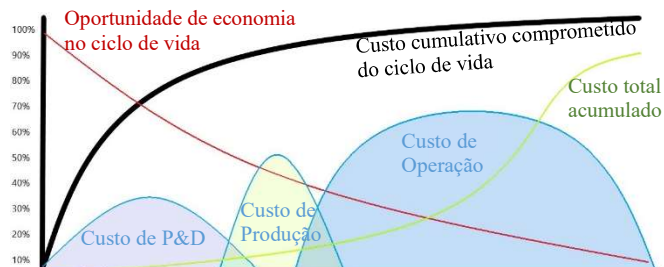 Oportunidade de economia
no ciclo de vida
Custo cumulativo comprometido
do ciclo de vida
Custo total
acumulado
Custo de
Operação
Custo de
Produção
Custo de P&D
100%
90%
80%
70%
60%
50%
40%
30%
20%
10%